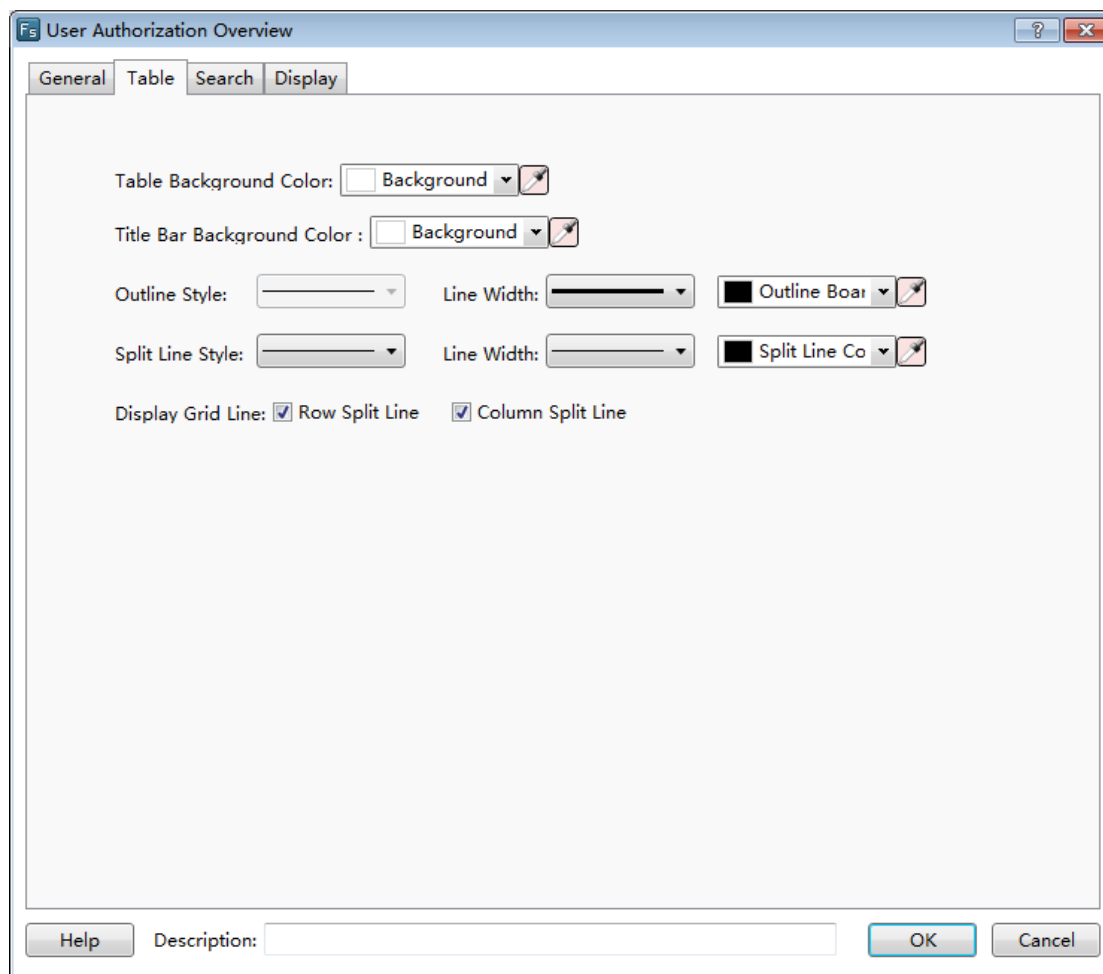 Fs User Authorization Overview ?
General Table Search Display
Table Background Color: Background
Title Bar Background Color : Background
Outline Style: Line Width: Outline Boar
Split Line Style: Line Width: Split Line Co
Display Grid Line: Row Split Line Column Split Line
Help Description: OK Cancel